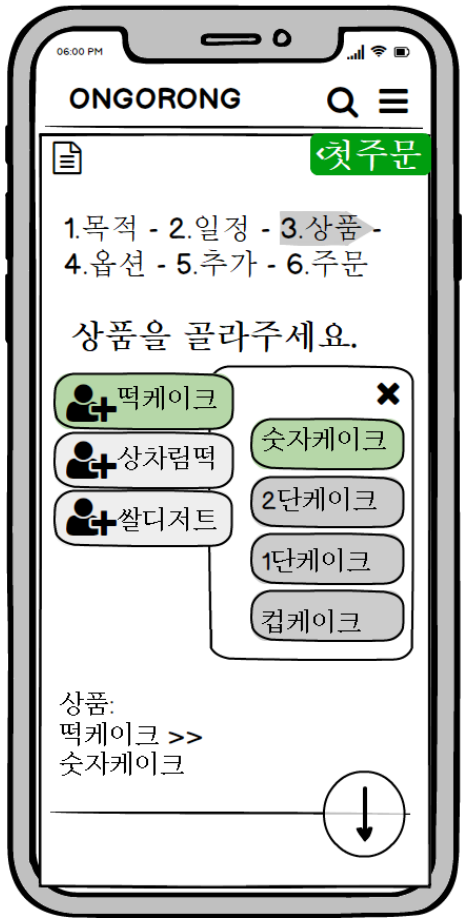 06:00 PM
ONGORONG
<첫주문
1.목적 - 2.일정 - 3.상품 -
4.옵션 - 5.추가 - 6.주문
상품을 골라주세요.
떡케이크
상차림떡
쌀디저트
숫자케이크
2단케이크
1단케이크
컵케이크
상품:
떡케이크 >>
숫자케이크